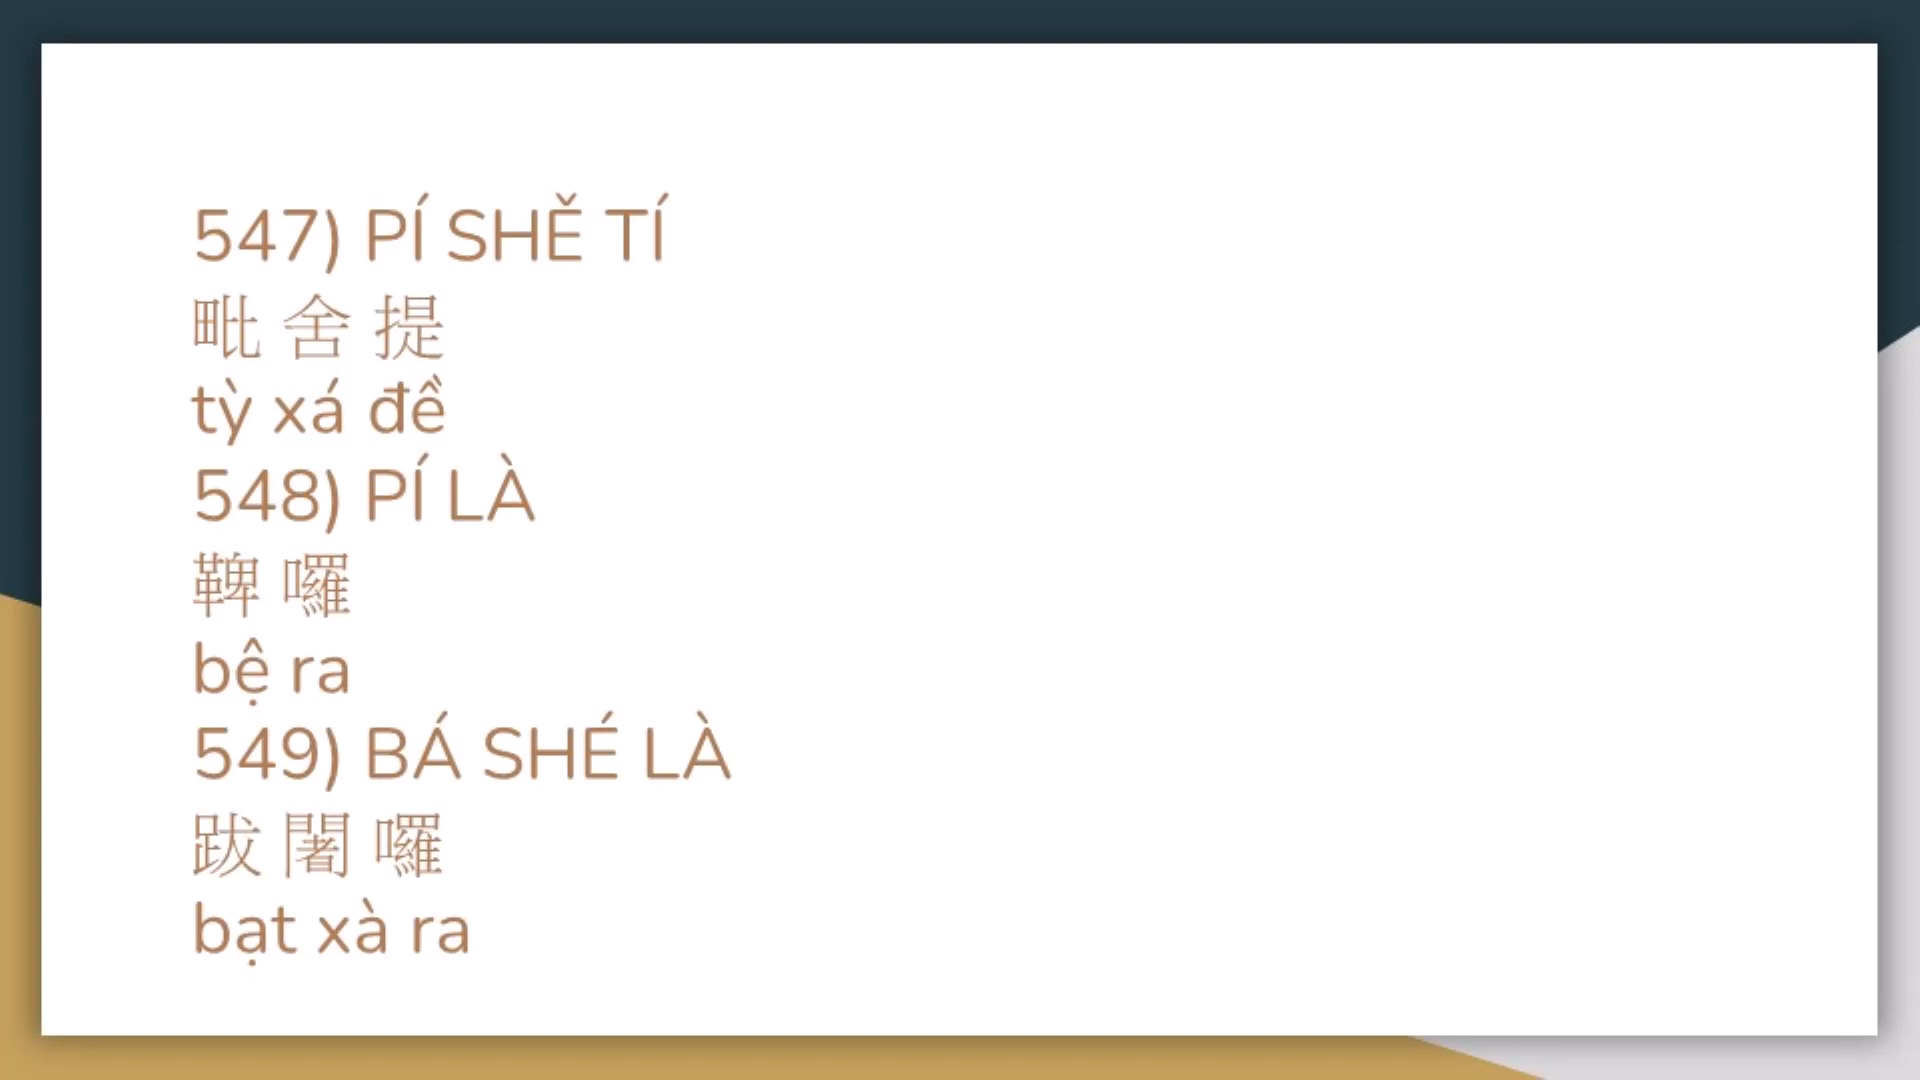 547) PÍ SHĚ TÍ
毗 舍 提
tỳ xá đề
548) PÍ LÀ
鞞 囉
bệ ra
549) BÁ SHÉ LÀ
跋 闍 囉
bạt xà ra